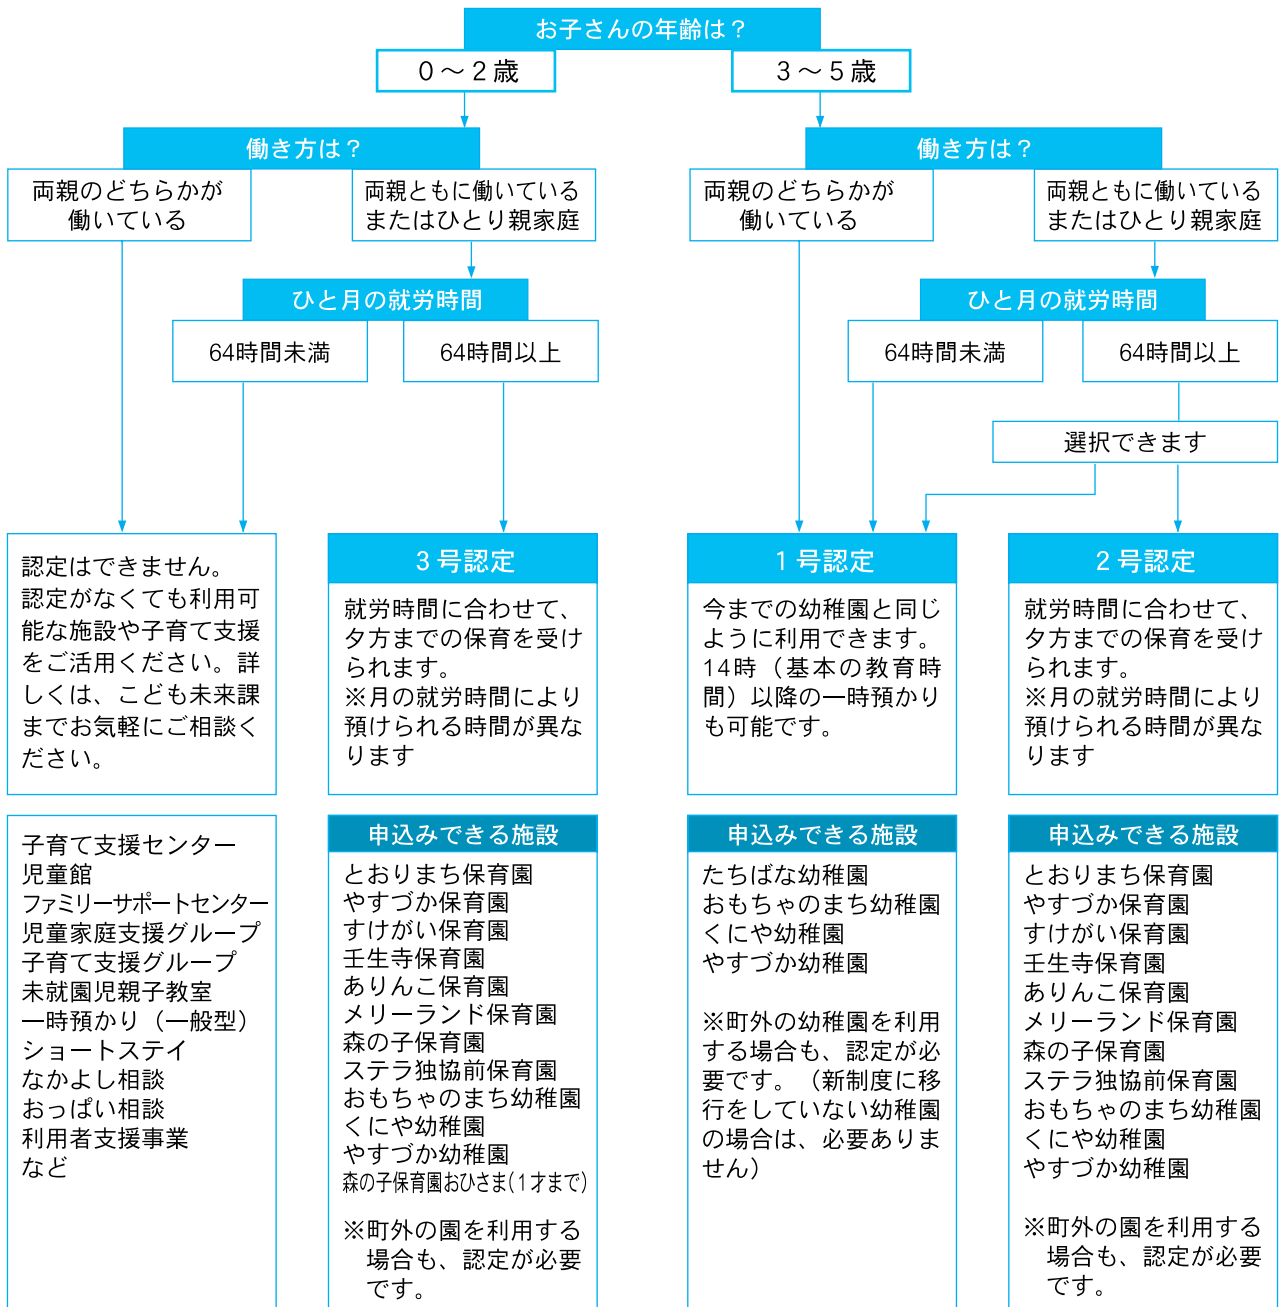 お子さんの年齢は？
０～２歳
３～５歳
働き方は？
両親のどちらかが
働いている
両親ともに働いている
またはひとり親家庭
ひと月の就労時間
64時間未満
64時間以上
働き方は？
両親のどちらかが
働いている
両親ともに働いている
またはひとり親家庭
ひと月の就労時間
64時間未満
64時間以上
選択できます
認定はできません。
認定がなくても利用可
能な施設や子育て支援
をご活用ください。詳
しくは、こども未来課
までお気軽にご相談く
ださい。
子育て支援センター
児童館
ファミリーサポートセンター
児童家庭支援グループ
子育て支援グループ
未就園児親子教室
一時預かり（一般型）
ショートステイ
なかよし相談
おっぱい相談
利用者支援事業
など
３号認定
就労時間に合わせて、
夕方までの保育を受け
られます。
※月の就労時間により
預けられる時間が異な
ります
申込みできる施設
とおりまち保育園
やすづか保育園
すけがい保育園
壬生寺保育園
ありんこ保育園
メリーランド保育園
森の子保育園
ステラ独協前保育園
おもちゃのまち幼稚園
くにや幼稚園
やすづか幼稚園
森の子保育園おひさま(１才まで)
※町外の園を利用する
場合も、認定が必要
です。
１号認定
今までの幼稚園と同じ
ように利用できます。
14時（基本の教育時
間）以降の一時預かり
も可能です。
申込みできる施設
たちばな幼稚園
おもちゃのまち幼稚園
くにや幼稚園
やすづか幼稚園
※町外の幼稚園を利用
する場合も、認定が必
要です。（新制度に移
行をしていない幼稚園
の場合は、必要ありま
せん）
２号認定
就労時間に合わせて、
夕方までの保育を受け
られます。
※月の就労時間により
預けられる時間が異な
ります
申込みできる施設
とおりまち保育園
やすづか保育園
すけがい保育園
壬生寺保育園
ありんこ保育園
メリーランド保育園
森の子保育園
ステラ独協前保育園
おもちゃのまち幼稚園
くにや幼稚園
やすづか幼稚園
※町外の園を利用する
場合も、認定が必要
です。